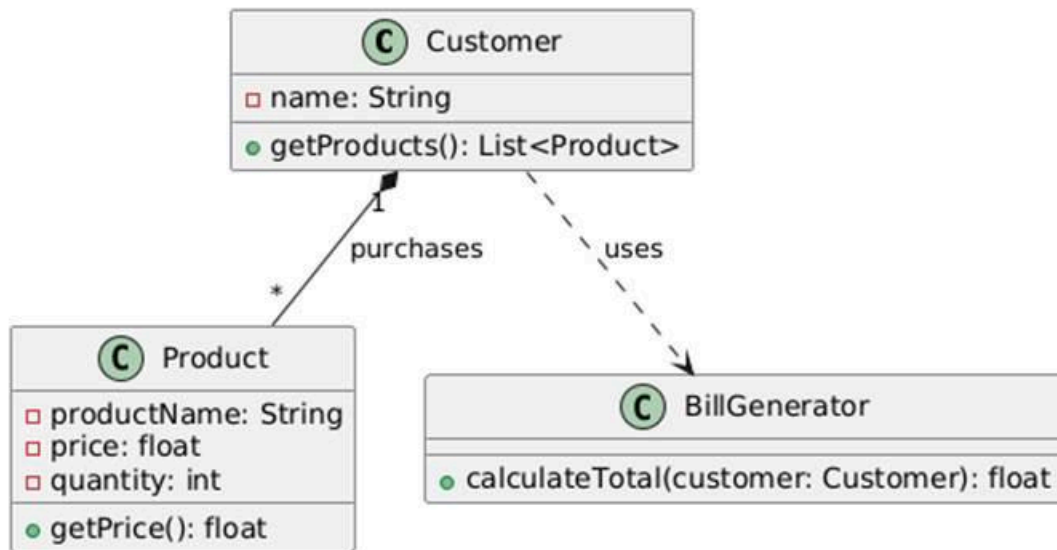 C Customer
name: String
getProducts(): List<Product>
1
purchases
uses
*
C Product
productName: String
price: float
quantity: int
getPrice(): float
C BillGenerator
calculateTotal(customer: Customer): float